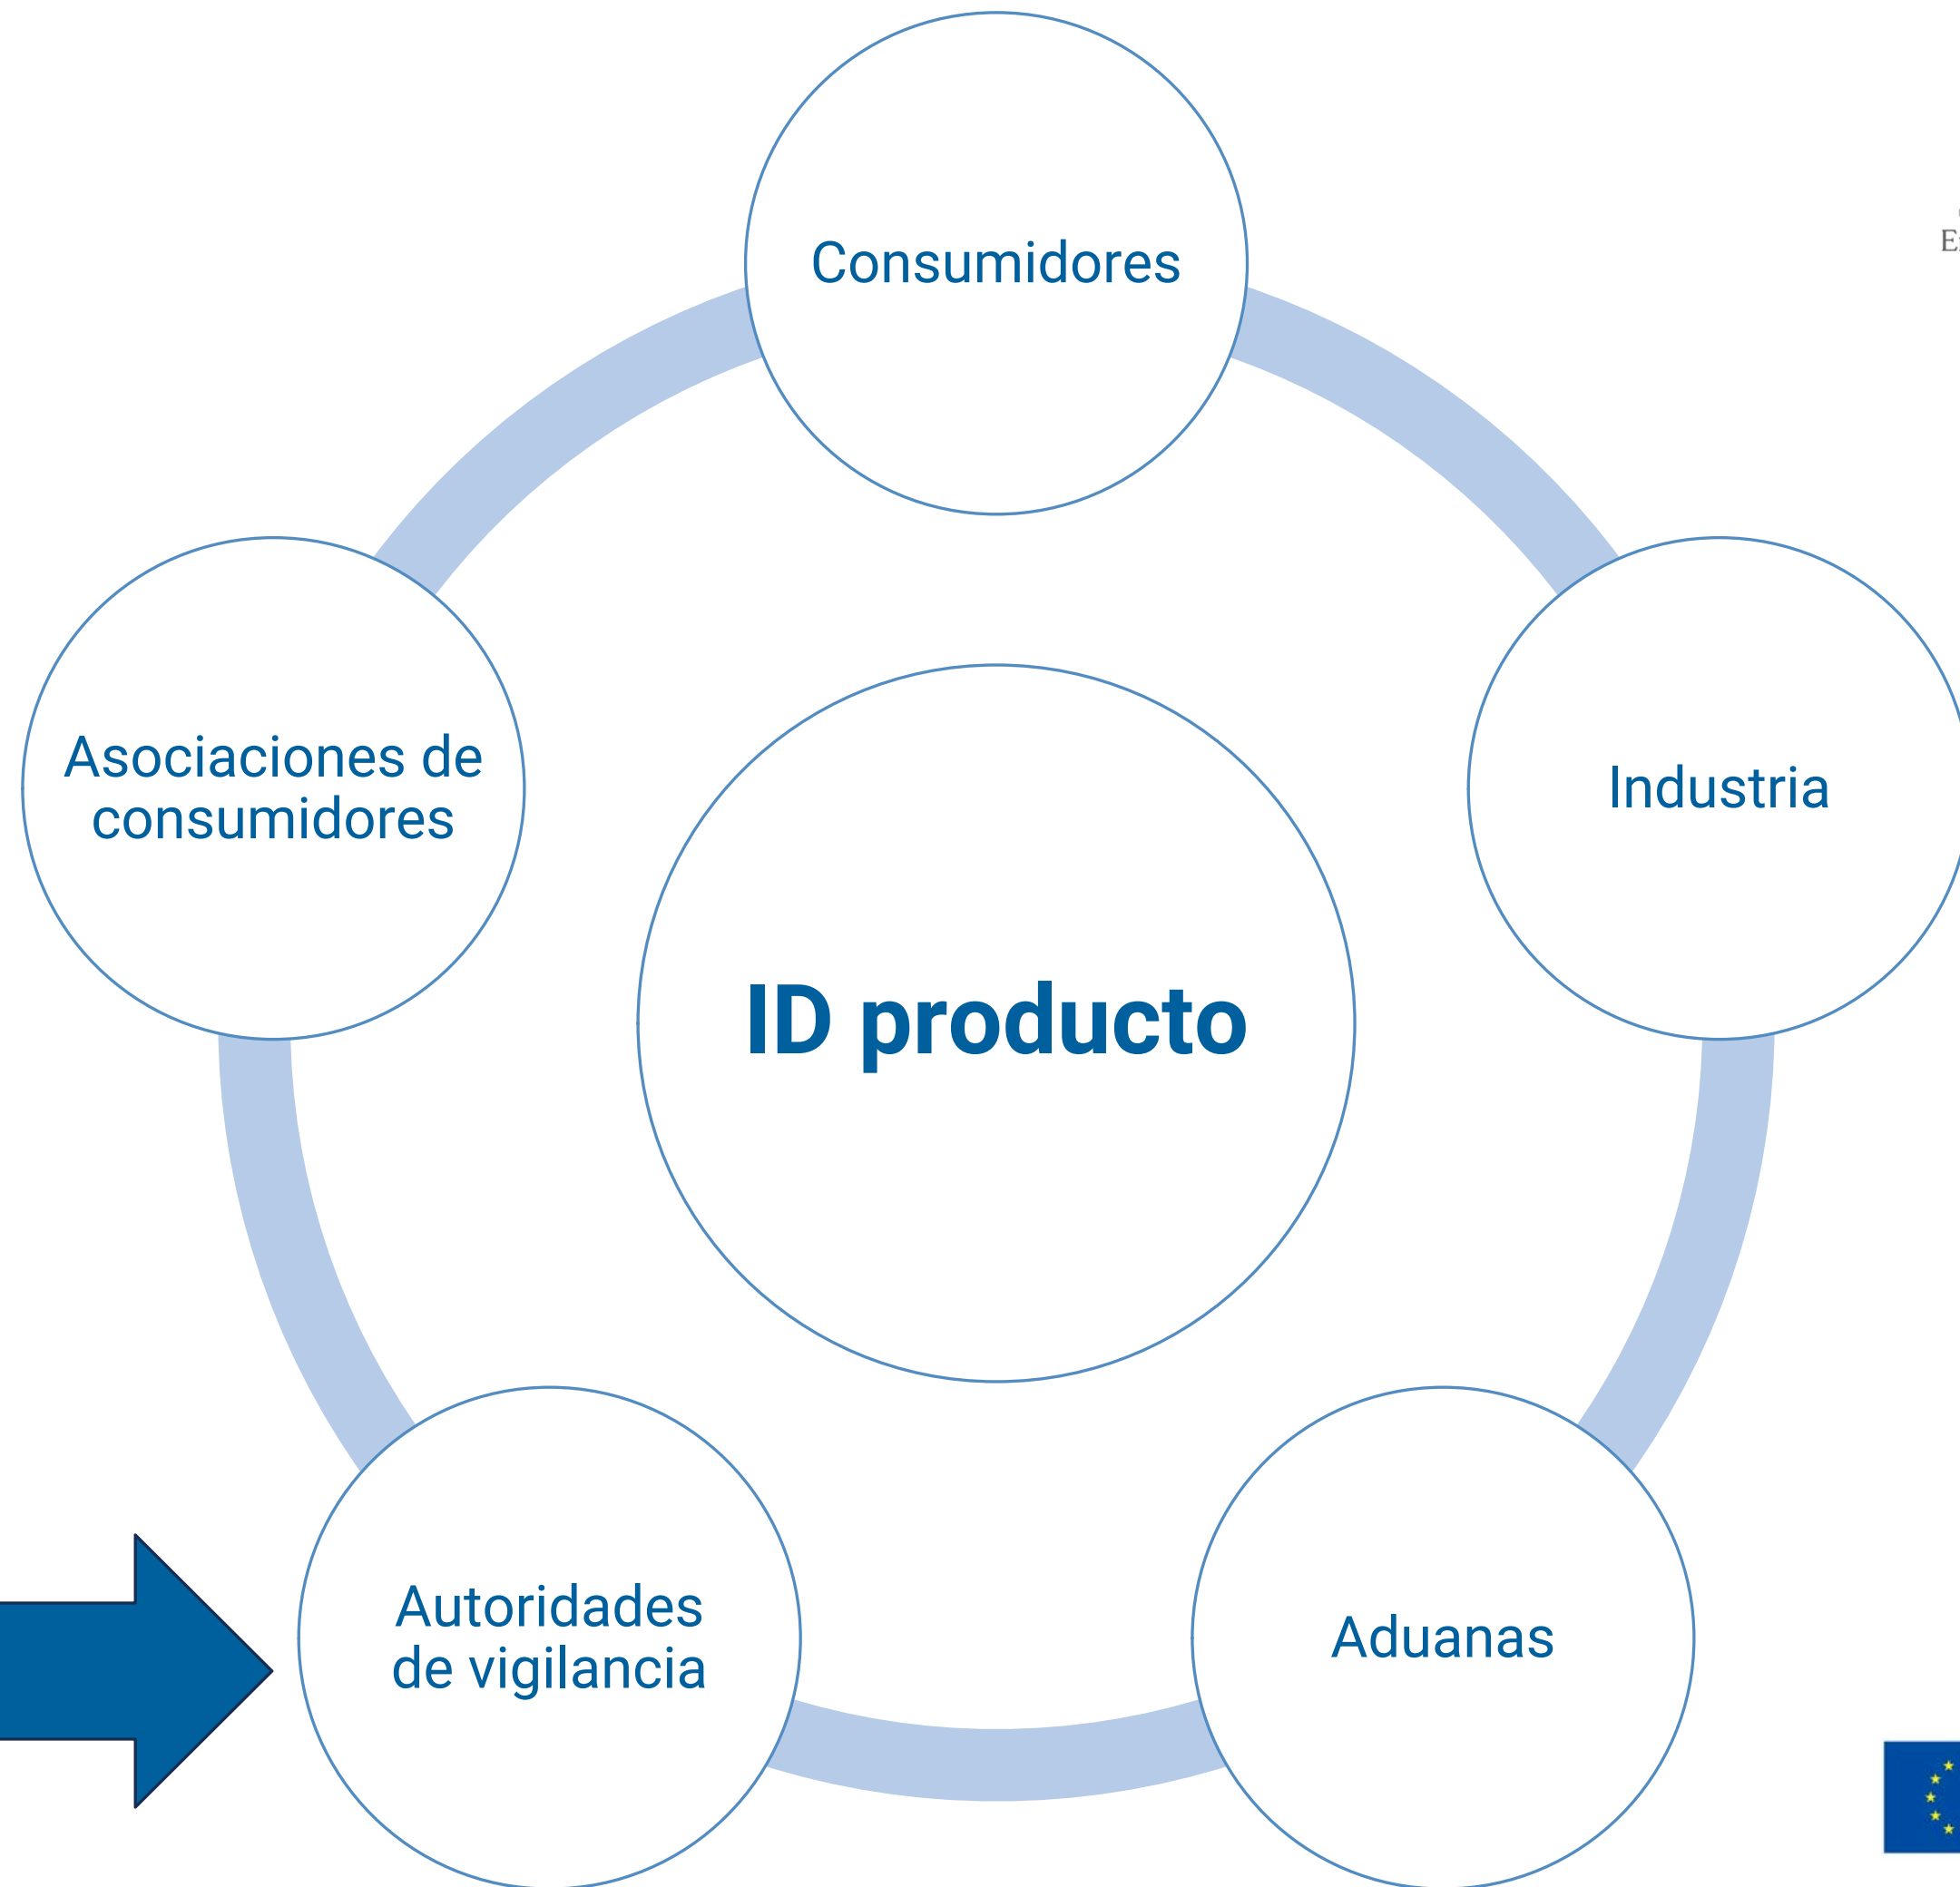 Consumidores
Asociaciones de
consumidores
Industria
ID producto
Autoridades
de vigilancia
Aduanas